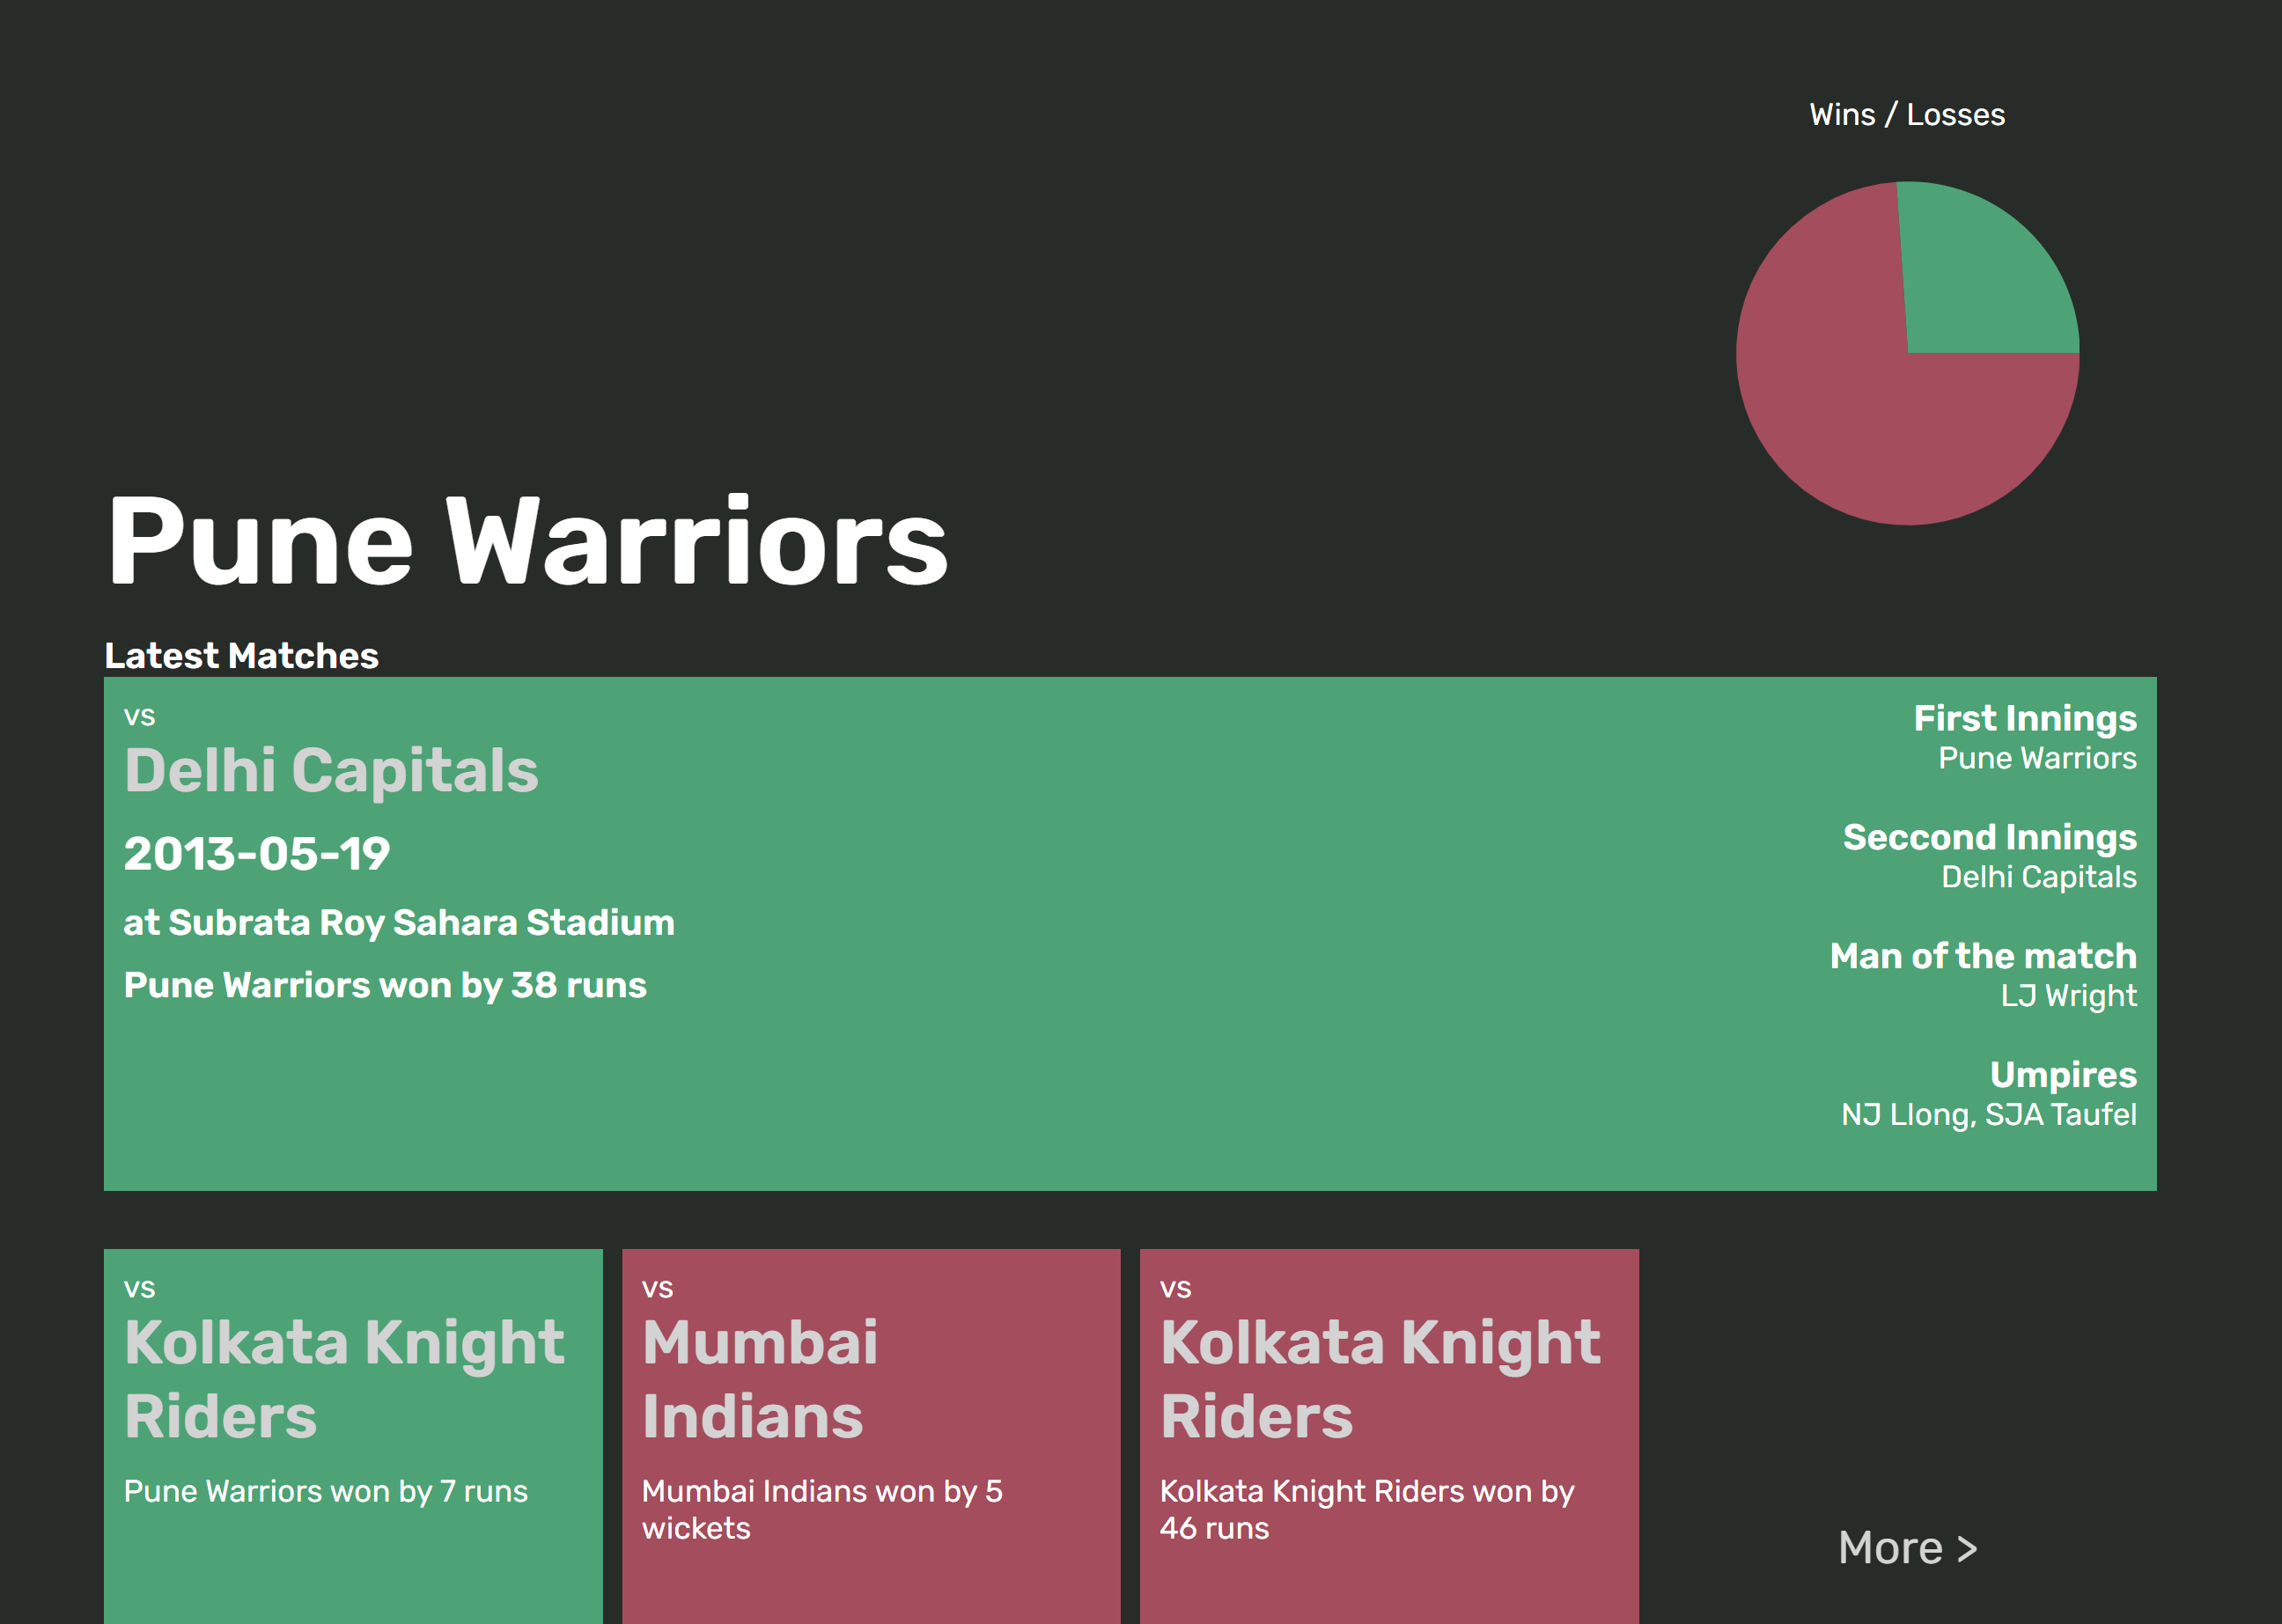 Wins / Losses
Pune Warriors
Latest Matches
vs
Delhi Capitals
2013-05-19
at Subrata Roy Sahara Stadium
Pune Warriors won by 38 runs
First Innings
Pune Warriors
Seccond Innings
Delhi Capitals
Man of the match
LJ Wright
Umpires
NJ Llong, SJA Taufel
vs
Kolkata Knight
Riders
Pune Warriors won by 7 runs
vs
Mumbai
Indians
Mumbai Indians won by 5
wickets
vs
Kolkata Knight
Riders
Kolkata Knight Riders won by
46 runs
More >